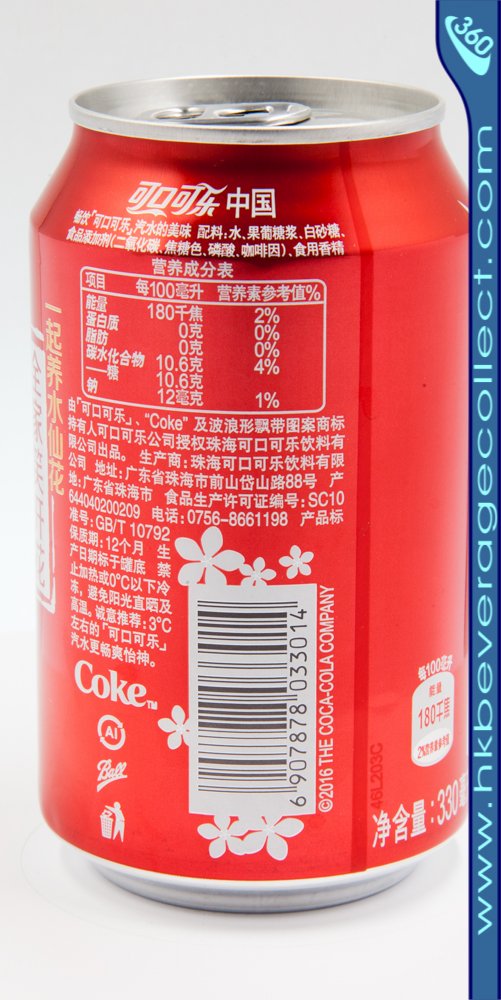 360
www.hkbeveragecollect.com
可口可乐 中国
畅饮「可口可乐」汽水的美味 配料:水、果葡糖浆、白砂糖、
食品添加剂(二氧化碳、焦糖色、磷酸、咖啡因)、食用香精
营养成分表
项目 每100毫升 营养素参考值%
能量 180千焦 2%
蛋白质 0克 0%
脂肪 0克 0%
碳水化合物 10.6克 4%
——糖 10.6克
钠 12毫克 1%
由「可口可乐」、“Coke” 及波浪形飘带图案商标
持有人可口可乐公司授权珠海可口可乐饮料有
限公司出品。 生产商:珠海可口可乐饮料有限
公司 地址:广东省珠海市前山岱山路88号 产
地:广东省珠海市 食品生产许可证编号:SC10
644040200209 电话:0756-8661198 产品标
准号:GB/T 10792
保质期:12个月 生
产日期标于罐底 禁
止加热或0°C以下冷
冻,避免阳光直晒及
高温。诚意推荐:3°C
左右的「可口可乐」
汽水更畅爽怡神。
Coke TM
Al
Ball
一起养水仙花
6 907878 033014
©2016 THE COCA-COLA COMPANY
46L203C
每100毫升
能量
180千焦
2%营养素参考值
净含量:330